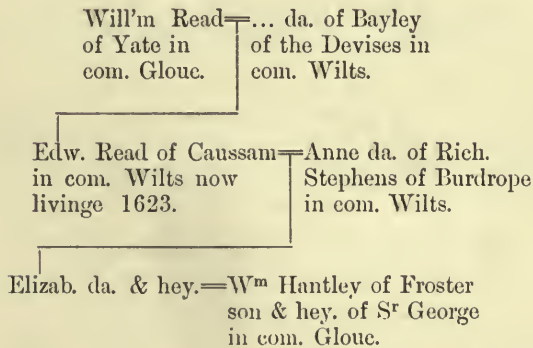 Will'm Read=... da. of Bayley
of Yate in of the Devises in
com. Glouc. com. Wilts.
Edw. Read of Caussam=Anne da. of Rich.
in com. Wilts now Stephens of Burdrope
livinge 1623. in com. Wilts.
Elizab. da. & hey.=Wm Hantley of Froster
son & hey. of Sr George
in com. Glouc.